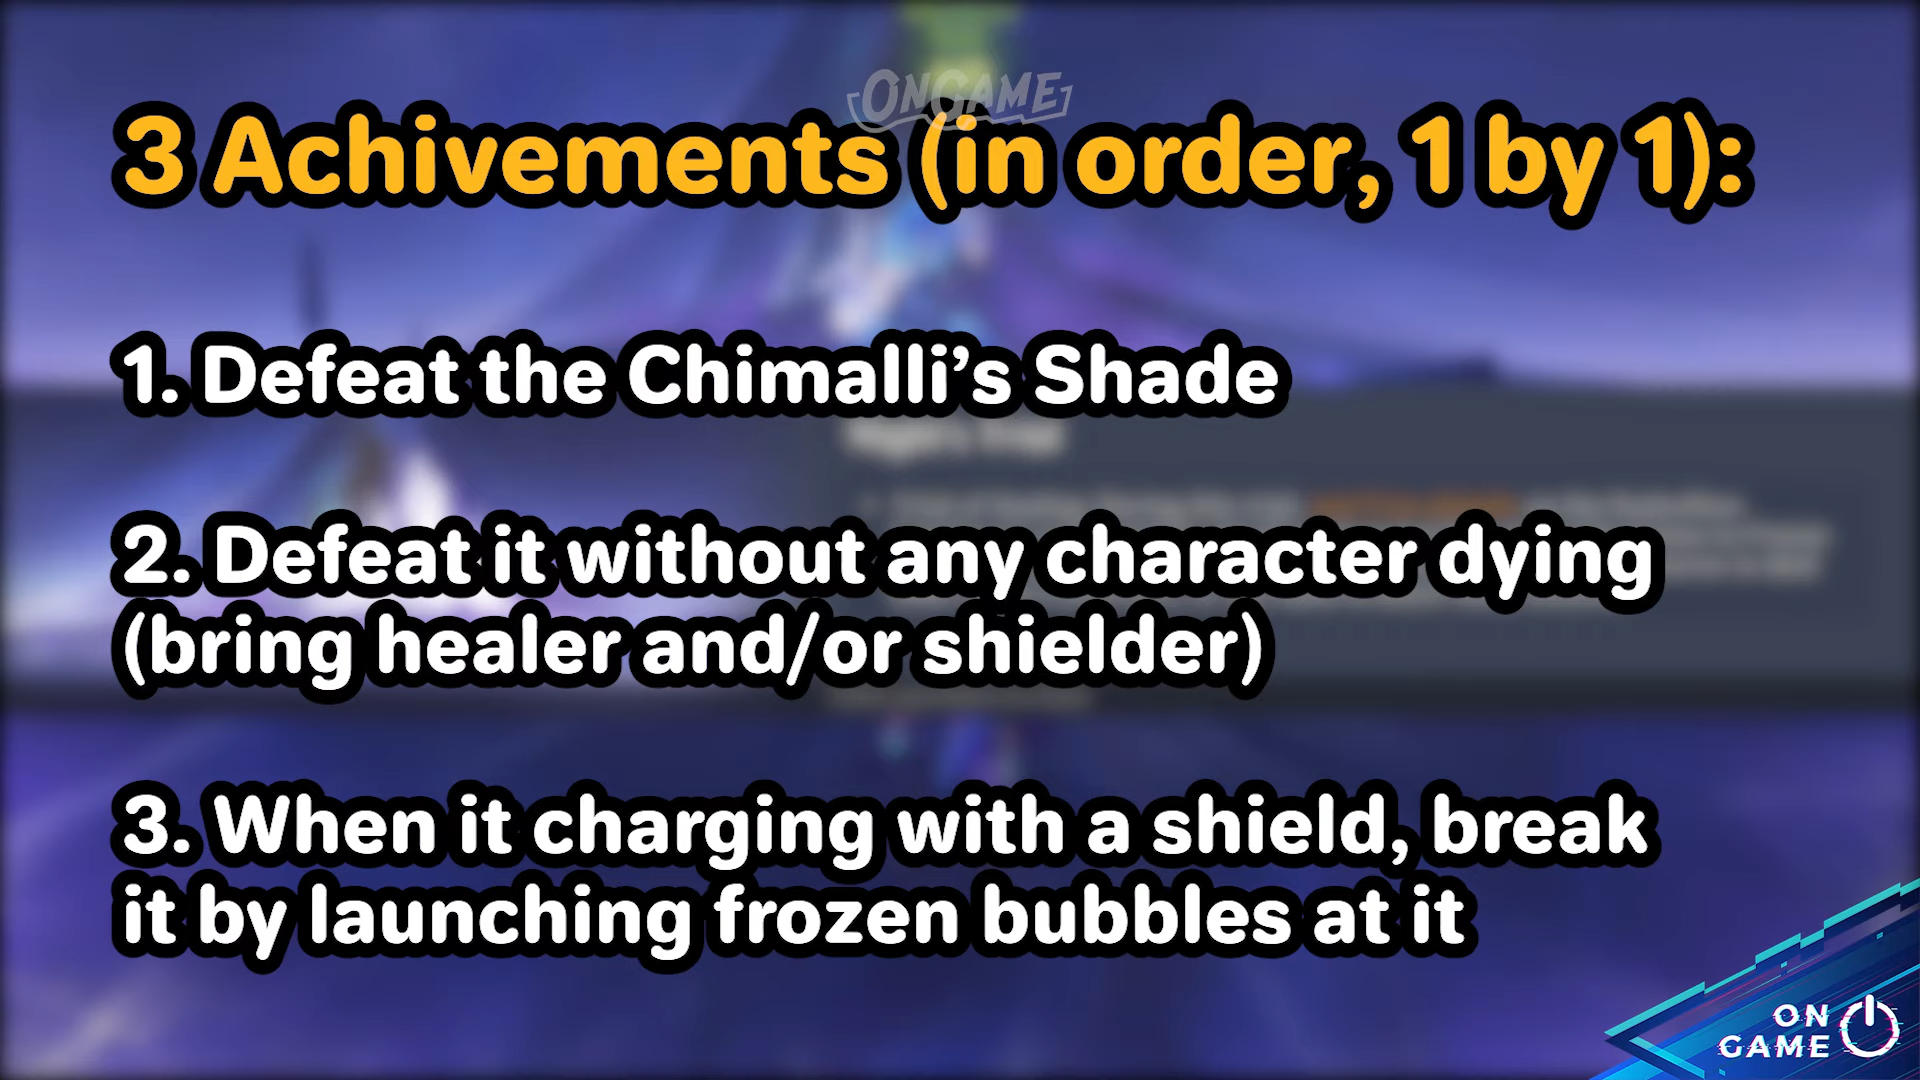 ONGAME
3 Achivements (in order, 1 by 1):
1. Defeat the Chimalli’s Shade
2. Defeat it without any character dying
(bring healer and/or shielder)
3. When it charging with a shield, break
it by launching frozen bubbles at it
ON
GAME